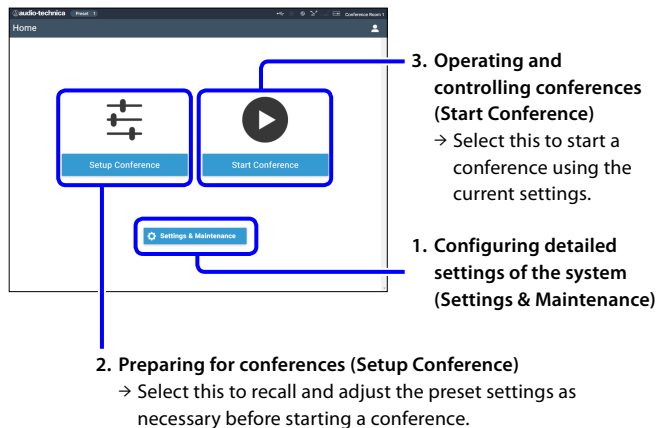 audio-technica Preset 1 Conference Room 1
Home
Setup Conference
Start Conference
Settings & Maintenance
3. Operating and
controlling conferences
(Start Conference)
→ Select this to start a
conference using the
current settings.
1. Configuring detailed
settings of the system
(Settings & Maintenance)
2. Preparing for conferences (Setup Conference)
→ Select this to recall and adjust the preset settings as
necessary before starting a conference.